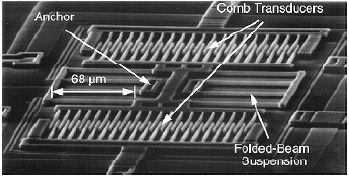 Comb Transducers
Anchor
68 μm
Folded-Beam
Suspension